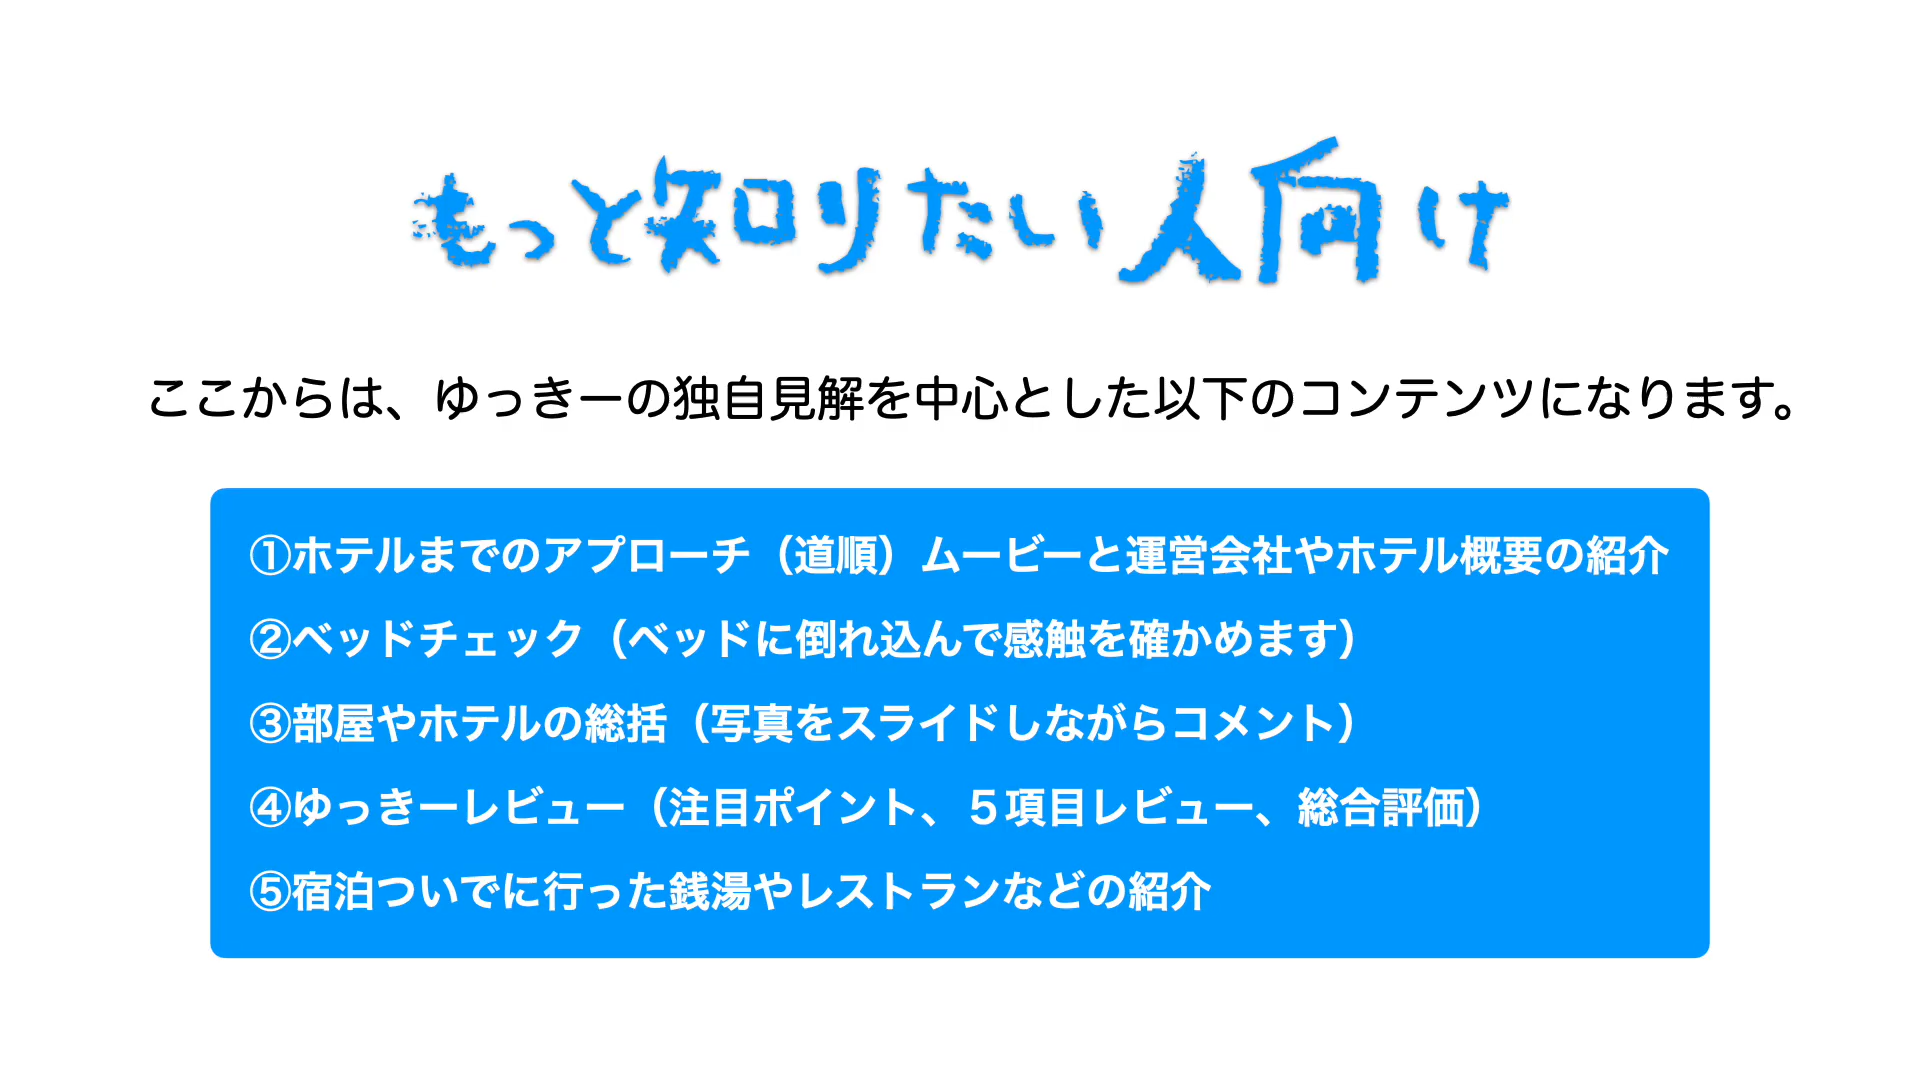 もっと知りたい人向け
ここからは、ゆっきーの独自見解を中心とした以下のコンテンツになります。
①ホテルまでのアプローチ（道順）ムービーと運営会社やホテル概要の紹介
②ベッドチェック（ベッドに倒れ込んで感触を確かめます）
③部屋やホテルの総括（写真をスライドしながらコメント）
④ゆっきーレビュー（注目ポイント、５項目レビュー、総合評価）
⑤宿泊ついでに行った銭湯やレストランなどの紹介